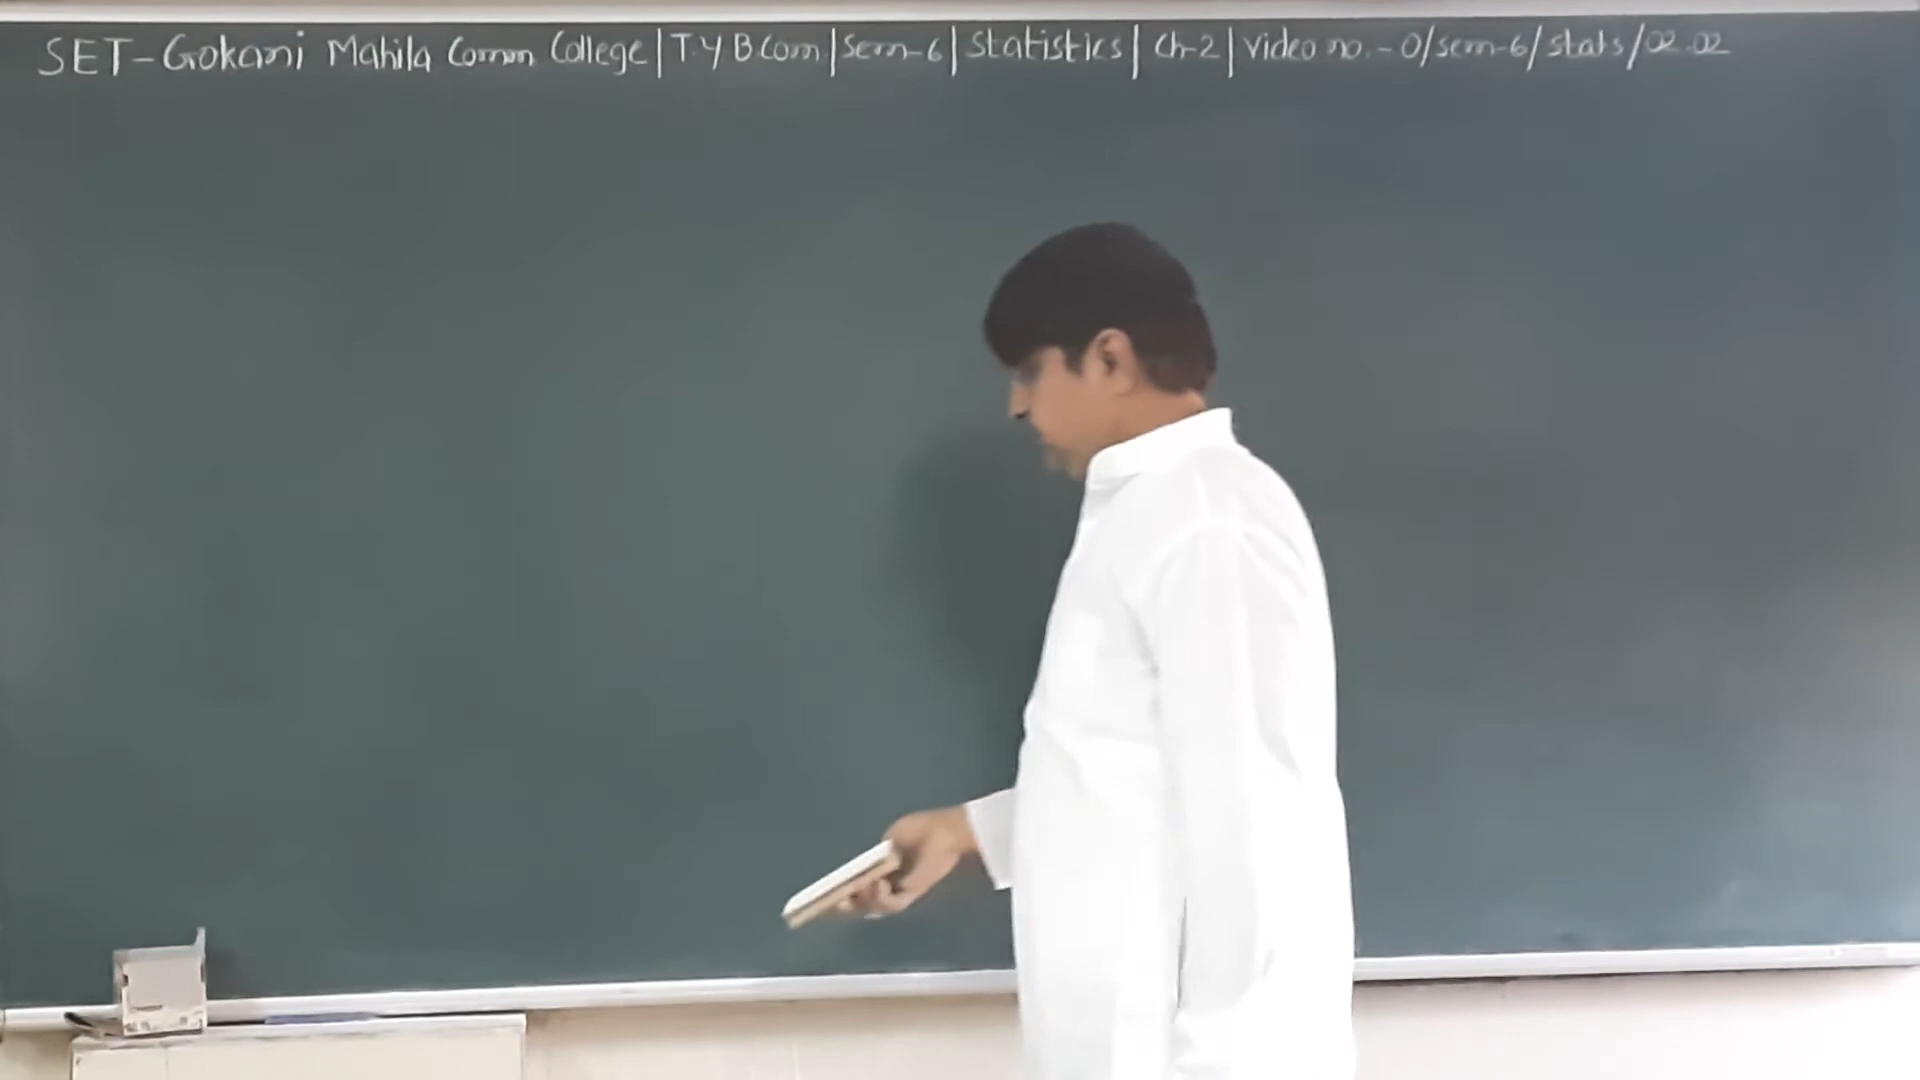 SET-Gokani Mahila Comm College | T.Y B.Com | Sem-6 | Statistics | Ch-2 | Video no.-0/sem-6/stats/02.02